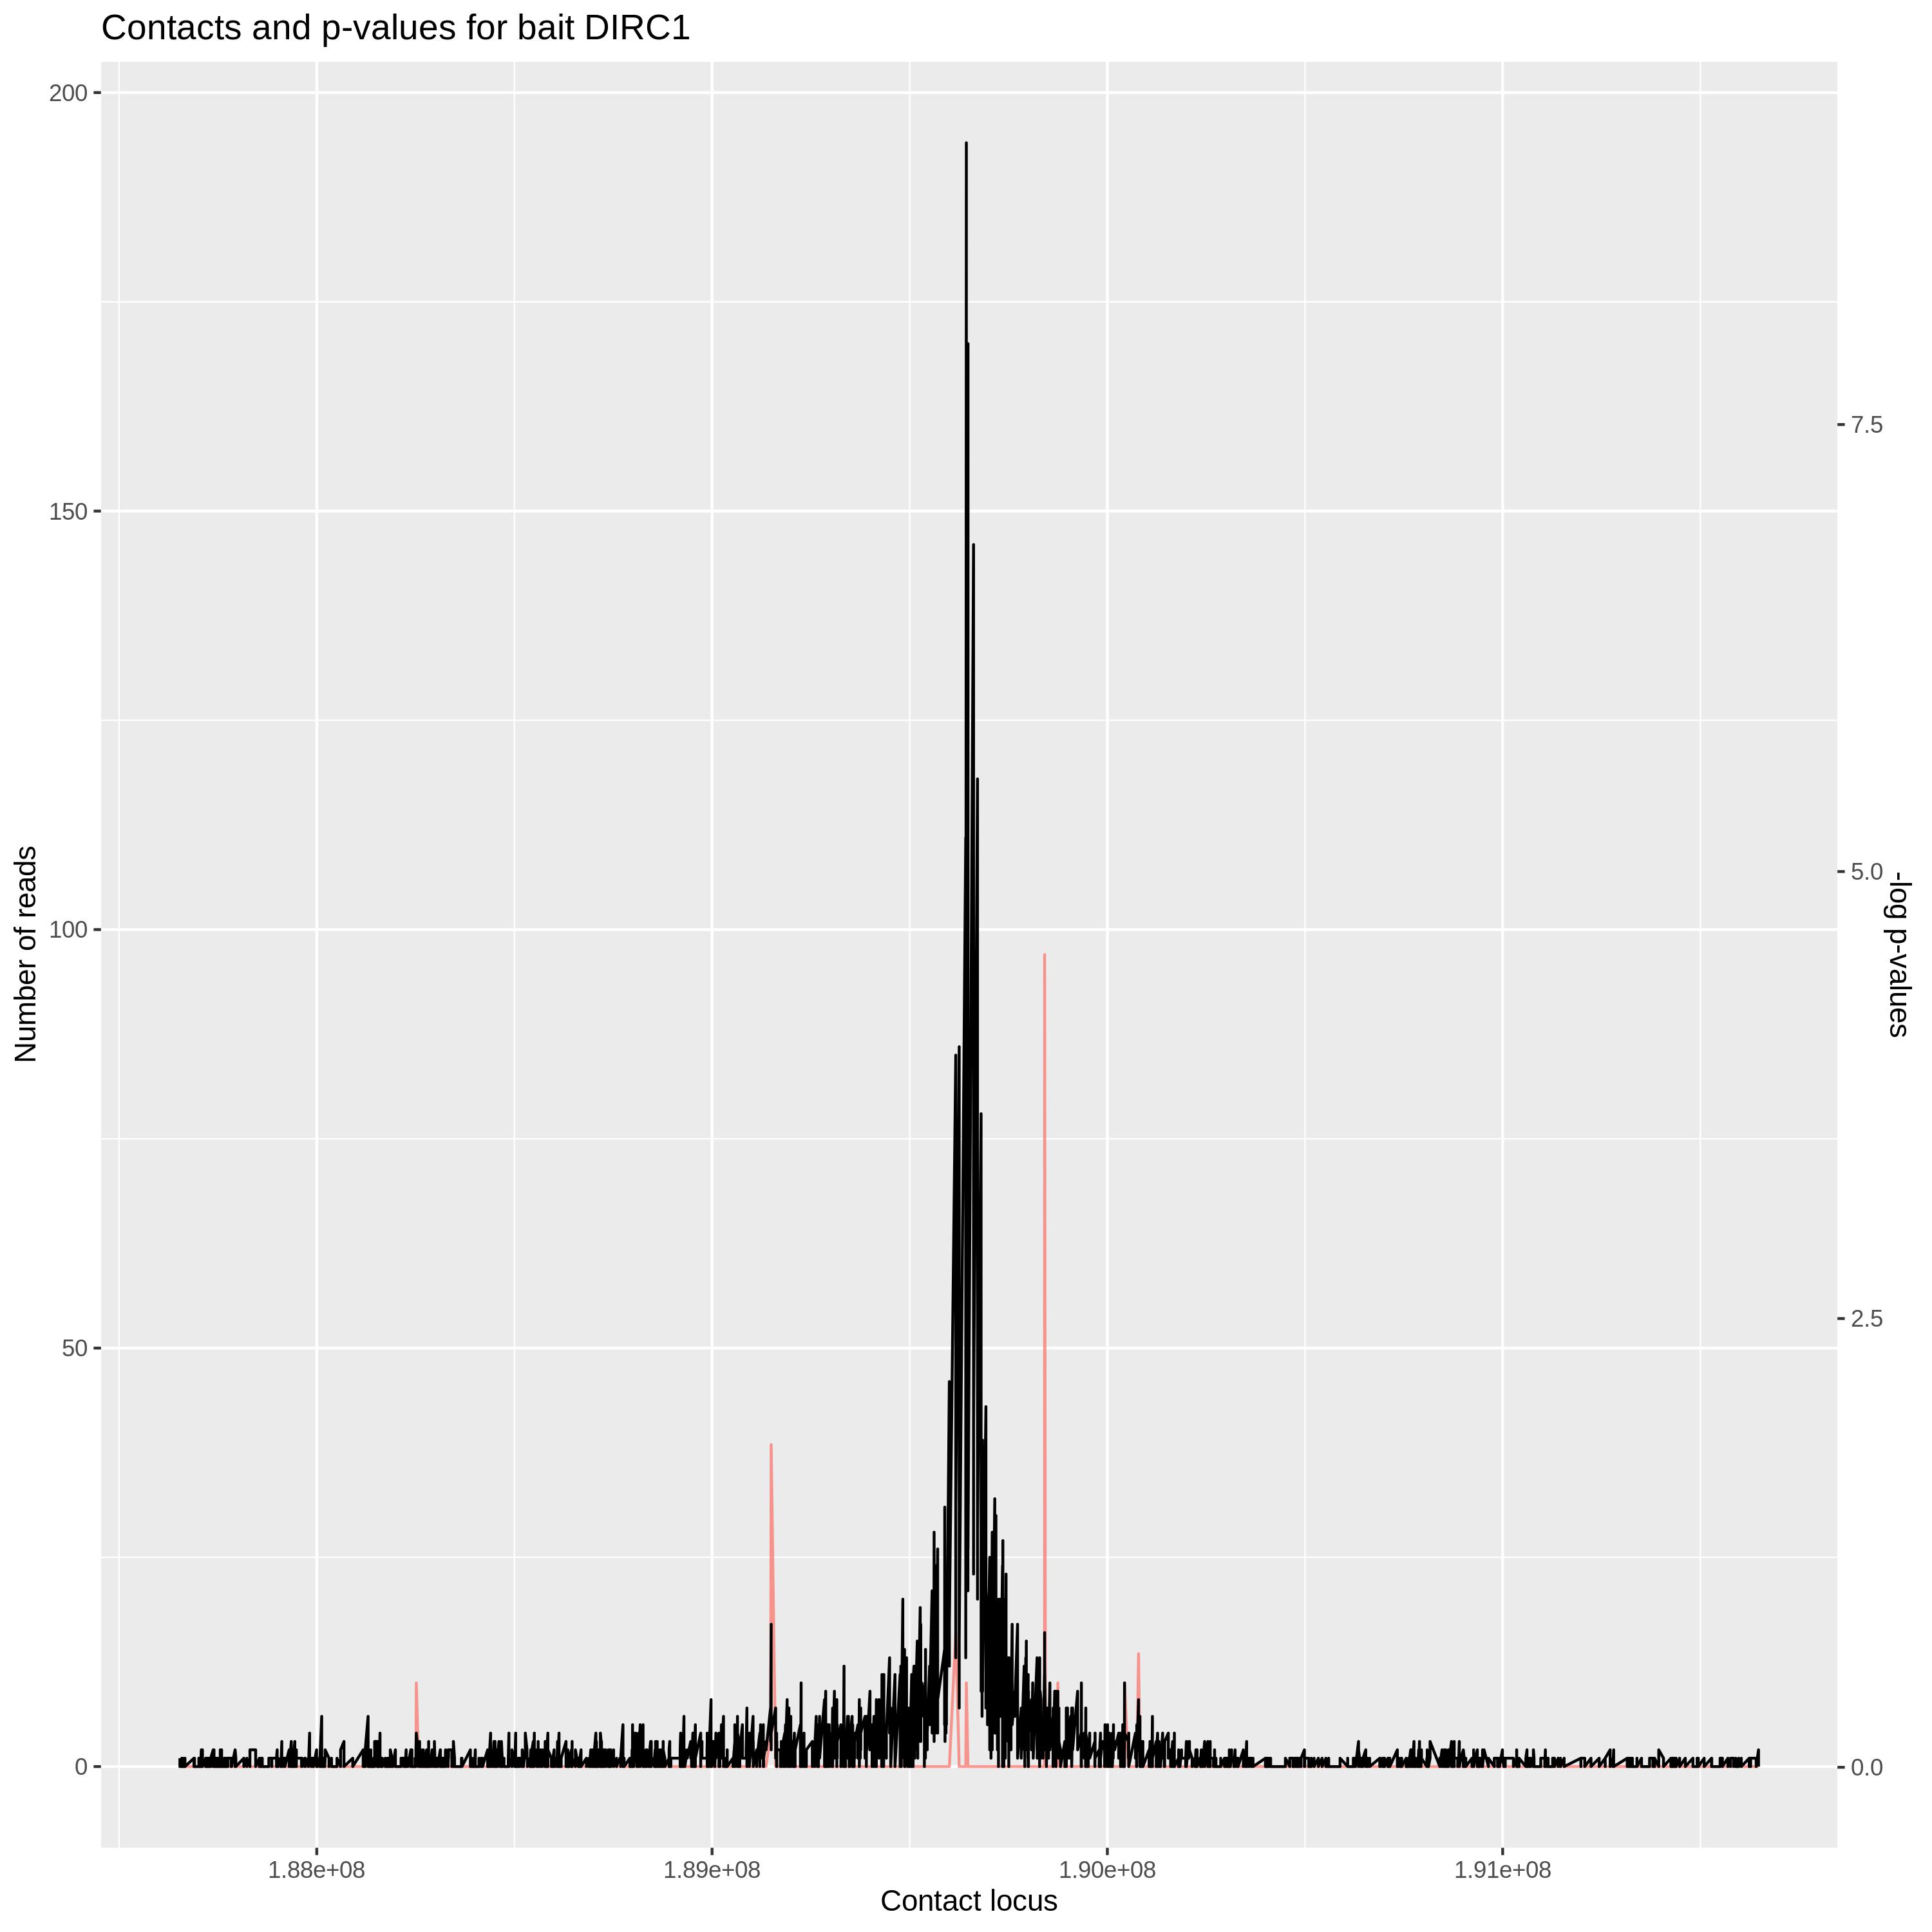 Contacts and p-values for bait DIRC1
200
150
100
50
0
7.5
5.0
2.5
0.0
Number of reads
-log p-values
1.88e+08 1.89e+08 1.90e+08 1.91e+08
Contact locus